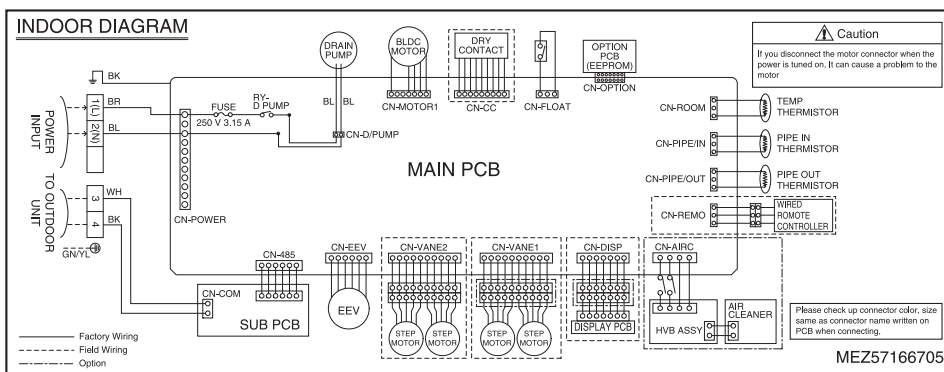 INDOOR DIAGRAM
DRAIN
PUMP
BLDC
MOTOR
DRY
CONTACT
OPTION
PCB
(EEPROM)
Caution
If you disconnect the motor connector when the
power is tuned on, It can cause a problem to the
motor
BK
1(L)
BR
FUSE
250 V 3.15 A
RY-
D PUMP
BL
BL
CN-MOTOR1
CN-CC
CN-FLOAT
CN-OPTION
CN-ROOM
TEMP
THERMISTOR
2(N)
BL
POWER
INPUT
CN-D/PUMP
CN-PIPE/IN
PIPE IN
THERMISTOR
MAIN PCB
CN-PIPE/OUT
PIPE OUT
THERMISTOR
TO OUTDOOR
UNIT
3
WH
4
BK
GN/YL
CN-POWER
CN-REMO
WIRED
ROMOTE
CONTROLLER
CN-485
CN-EEV
CN-VANE2
CN-VANE1
CN-DISP
CN-AIRC
CN-COM
SUB PCB
EEV
STEP
MOTOR
STEP
MOTOR
STEP
MOTOR
STEP
MOTOR
DISPLAY PCB
HVB ASSY
AIR
CLEANER
Please check up connector color, size
same as connector name written on
PCB when connecting.
Factory Wiring
Field Wiring
Option
MEZ57166705